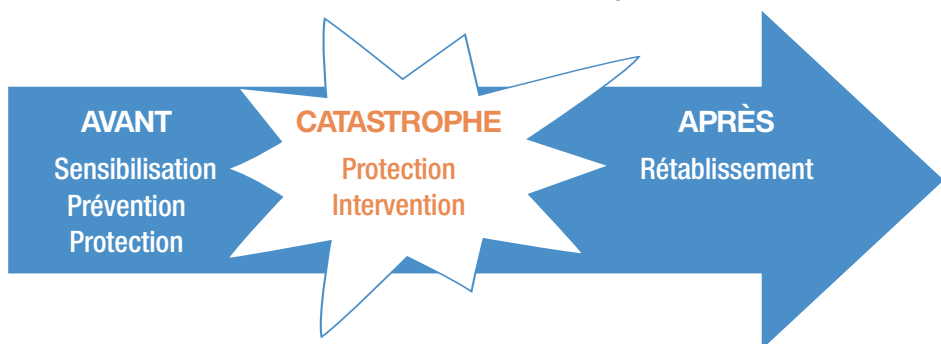 AVANT
Sensibilisation
Prévention
Protection
CATASTROPHE
Protection
Intervention
APRÈS
Rétablissement